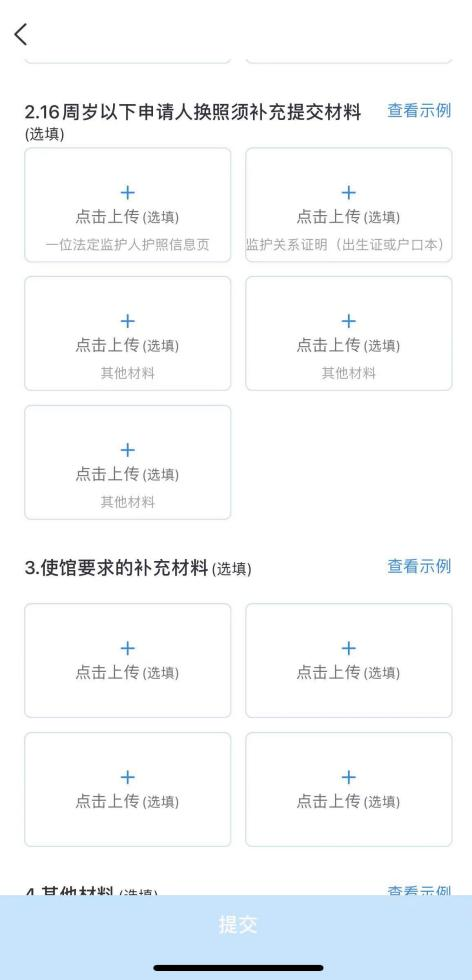 2.16周岁以下申请人换照须补充提交材料 查看示例
(选填)
点击上传(选填) 点击上传(选填)
一位法定监护人护照信息页 监护关系证明（出生证或户口本）
点击上传(选填) 点击上传(选填)
其他材料 其他材料
点击上传(选填)
其他材料
3.使馆要求的补充材料(选填) 查看示例
点击上传(选填) 点击上传(选填)
点击上传(选填) 点击上传(选填)
4.其他材料(选填) 查看示例
提交